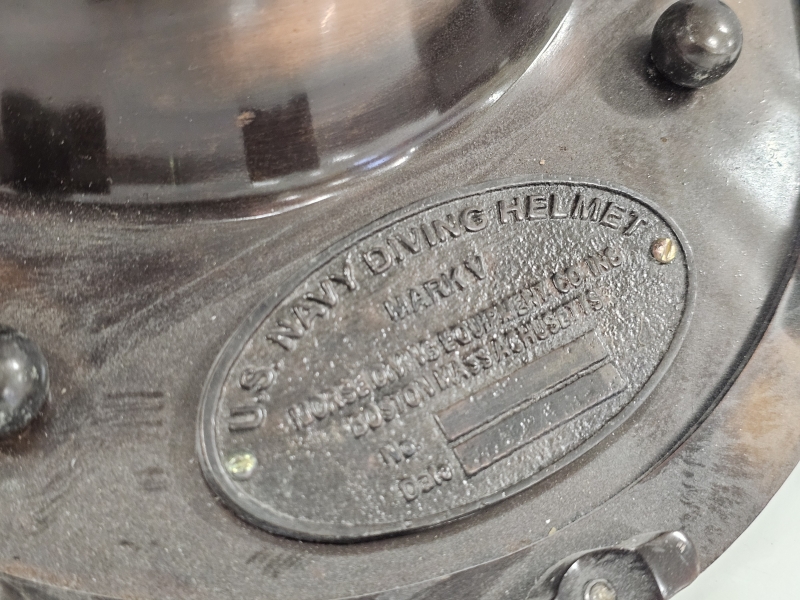 U.S. NAVY DIVING HELMET
MARK V
MORSE DIVING EQUIPMENT CO INC
BOSTON MASSACHUSETTS
No
Date